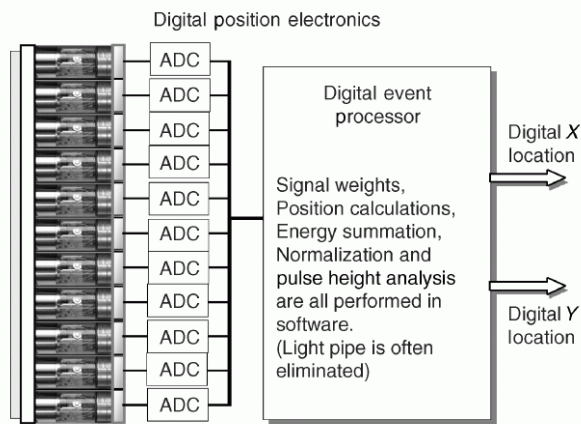 Digital position electronics
ADC
ADC
ADC
ADC
ADC
ADC
ADC
ADC
ADC
ADC
ADC
Digital event
processor
Signal weights,
Position calculations,
Energy summation,
Normalization and
pulse height analysis
are all performed in
software.
(Light pipe is often
eliminated)
Digital X
location
Digital Y
location